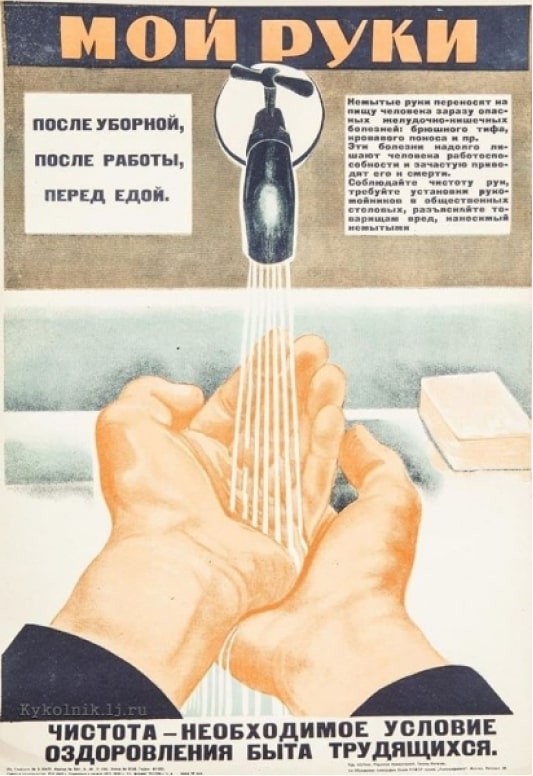 МОЙ РУКИ
ПОСЛЕ УБОРНОЙ,
ПОСЛЕ РАБОТЫ,
ПЕРЕД ЕДОЙ.
Немытые руки переносят на
пищу человека заразу опас-
ных желудочно-кишечных
болезней: брюшного тифа,
кровавого поноса и пр.
Эти болезни надолго ли-
шают человека работоспо-
собности и зачастую приво-
дят его к смерти.
Соблюдайте чистоту рук,
требуйте установки руко-
мойников в общественных
столовых, разъясняйте то-
варищам вред, наносимый
немытыми
Kykolnik.lj.ru
ЧИСТОТА – НЕОБХОДИМОЕ УСЛОВИЕ
ОЗДОРОВЛЕНИЯ БЫТА ТРУДЯЩИХСЯ.